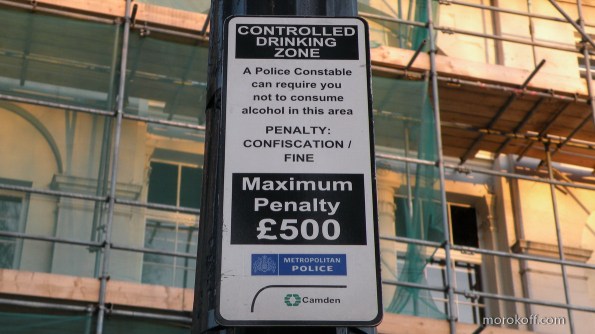 CONTROLLED
DRINKING
ZONE
A Police Constable
can require you
not to consume
alcohol in this area
PENALTY:
CONFISCATION /
FINE
Maximum
Penalty
£500
METROPOLITAN
POLICE
Camden
morokoff.com